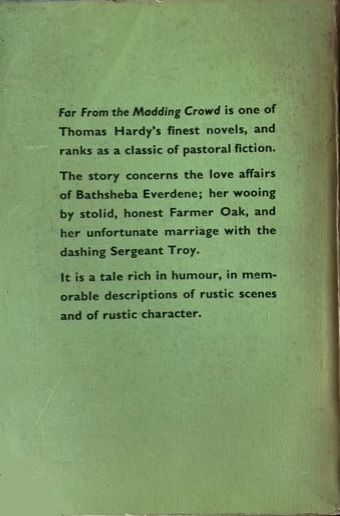 Far From the Madding Crowd is one of
Thomas Hardy's finest novels, and
ranks as a classic of pastoral fiction.
The story concerns the love affairs
of Bathsheba Everdene; her wooing
by stolid, honest Farmer Oak, and
her unfortunate marriage with the
dashing Sergeant Troy.
It is a tale rich in humour, in mem-
orable descriptions of rustic scenes
and of rustic character.